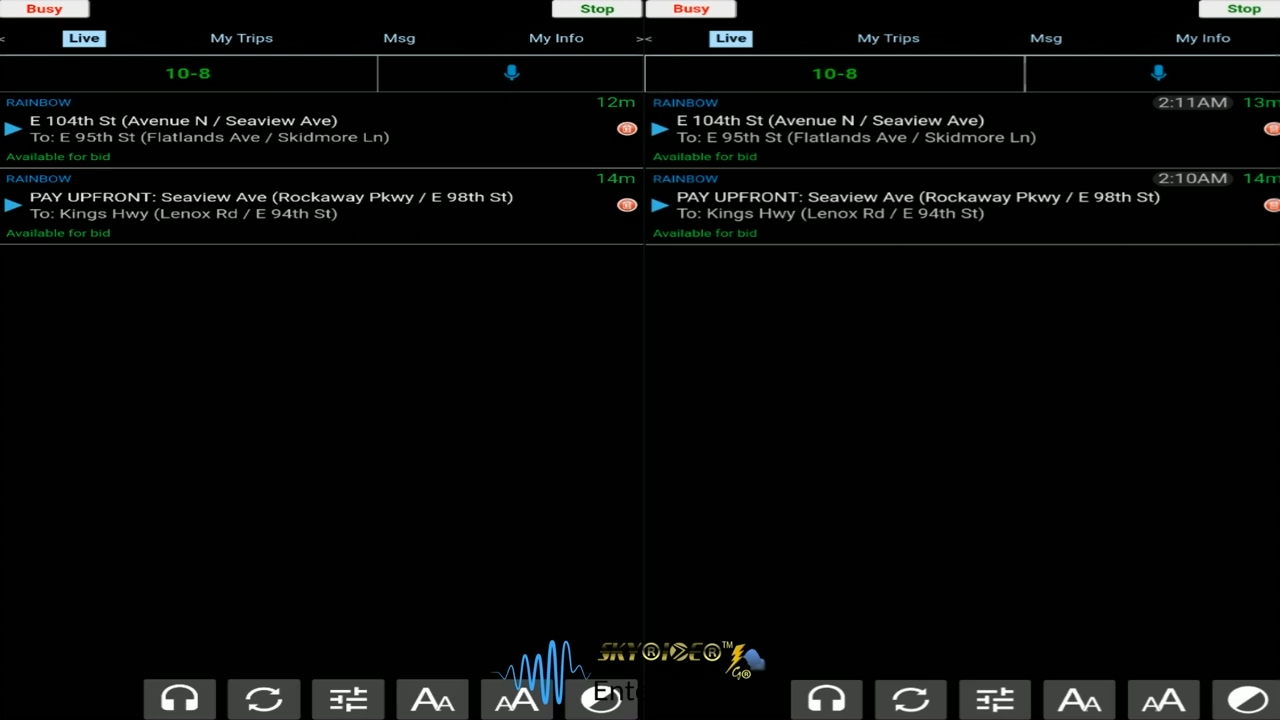 Busy
Stop
< Live My Trips Msg My Info >
10-8
RAINBOW 12m
E 104th St (Avenue N / Seaview Ave)
To: E 95th St (Flatlands Ave / Skidmore Ln)
Available for bid
RAINBOW 14m
PAY UPFRONT: Seaview Ave (Rockaway Pkwy / E 98th St)
To: Kings Hwy (Lenox Rd / E 94th St)
Available for bid
AA
AA
Busy
Stop
< Live My Trips Msg My Info
10-8
RAINBOW 2:11AM 13m
E 104th St (Avenue N / Seaview Ave)
To: E 95th St (Flatlands Ave / Skidmore Ln)
Available for bid
RAINBOW 2:10AM 14m
PAY UPFRONT: Seaview Ave (Rockaway Pkwy / E 98th St)
To: Kings Hwy (Lenox Rd / E 94th St)
Available for bid
AA
AA
Ente